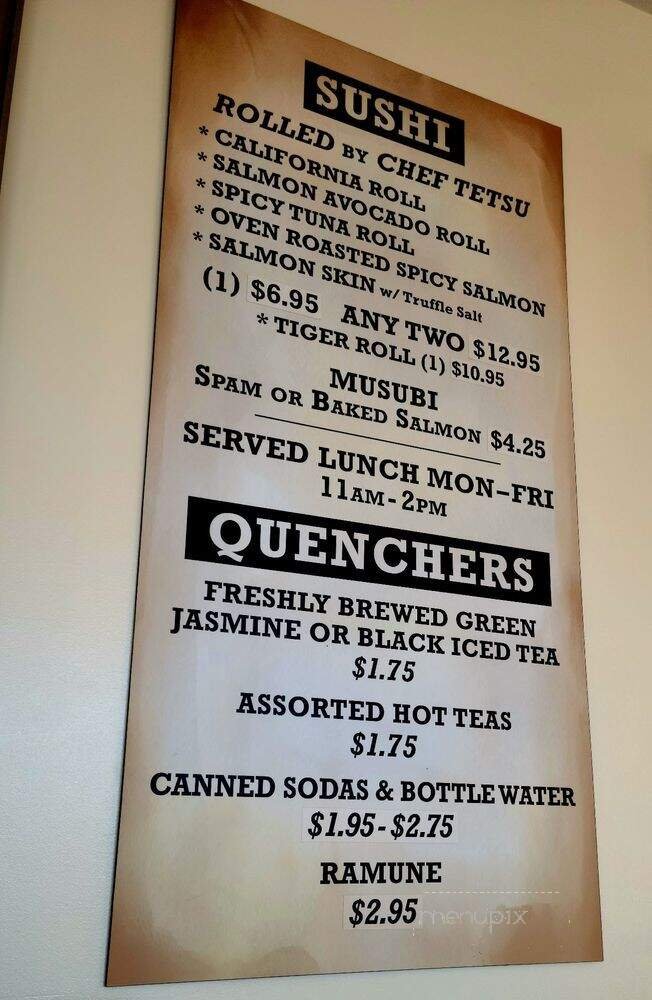 SUSHI
ROLLED BY CHEF TETSU
* CALIFORNIA ROLL
* SALMON AVOCADO ROLL
* SPICY TUNA ROLL
* OVEN ROASTED SPICY SALMON
* SALMON SKIN w/ Truffle Salt
(1) $6.95 ANY TWO $12.95
* TIGER ROLL (1) $10.95
MUSUBI
SPAM OR BAKED SALMON $4.25
SERVED LUNCH MON-FRI
11AM-2PM
QUENCHERS
FRESHLY BREWED GREEN
JASMINE OR BLACK ICED TEA
$1.75
ASSORTED HOT TEAS
$1.75
CANNED SODAS & BOTTLE WATER
$1.95-$2.75
RAMUNE
$2.95
menupix